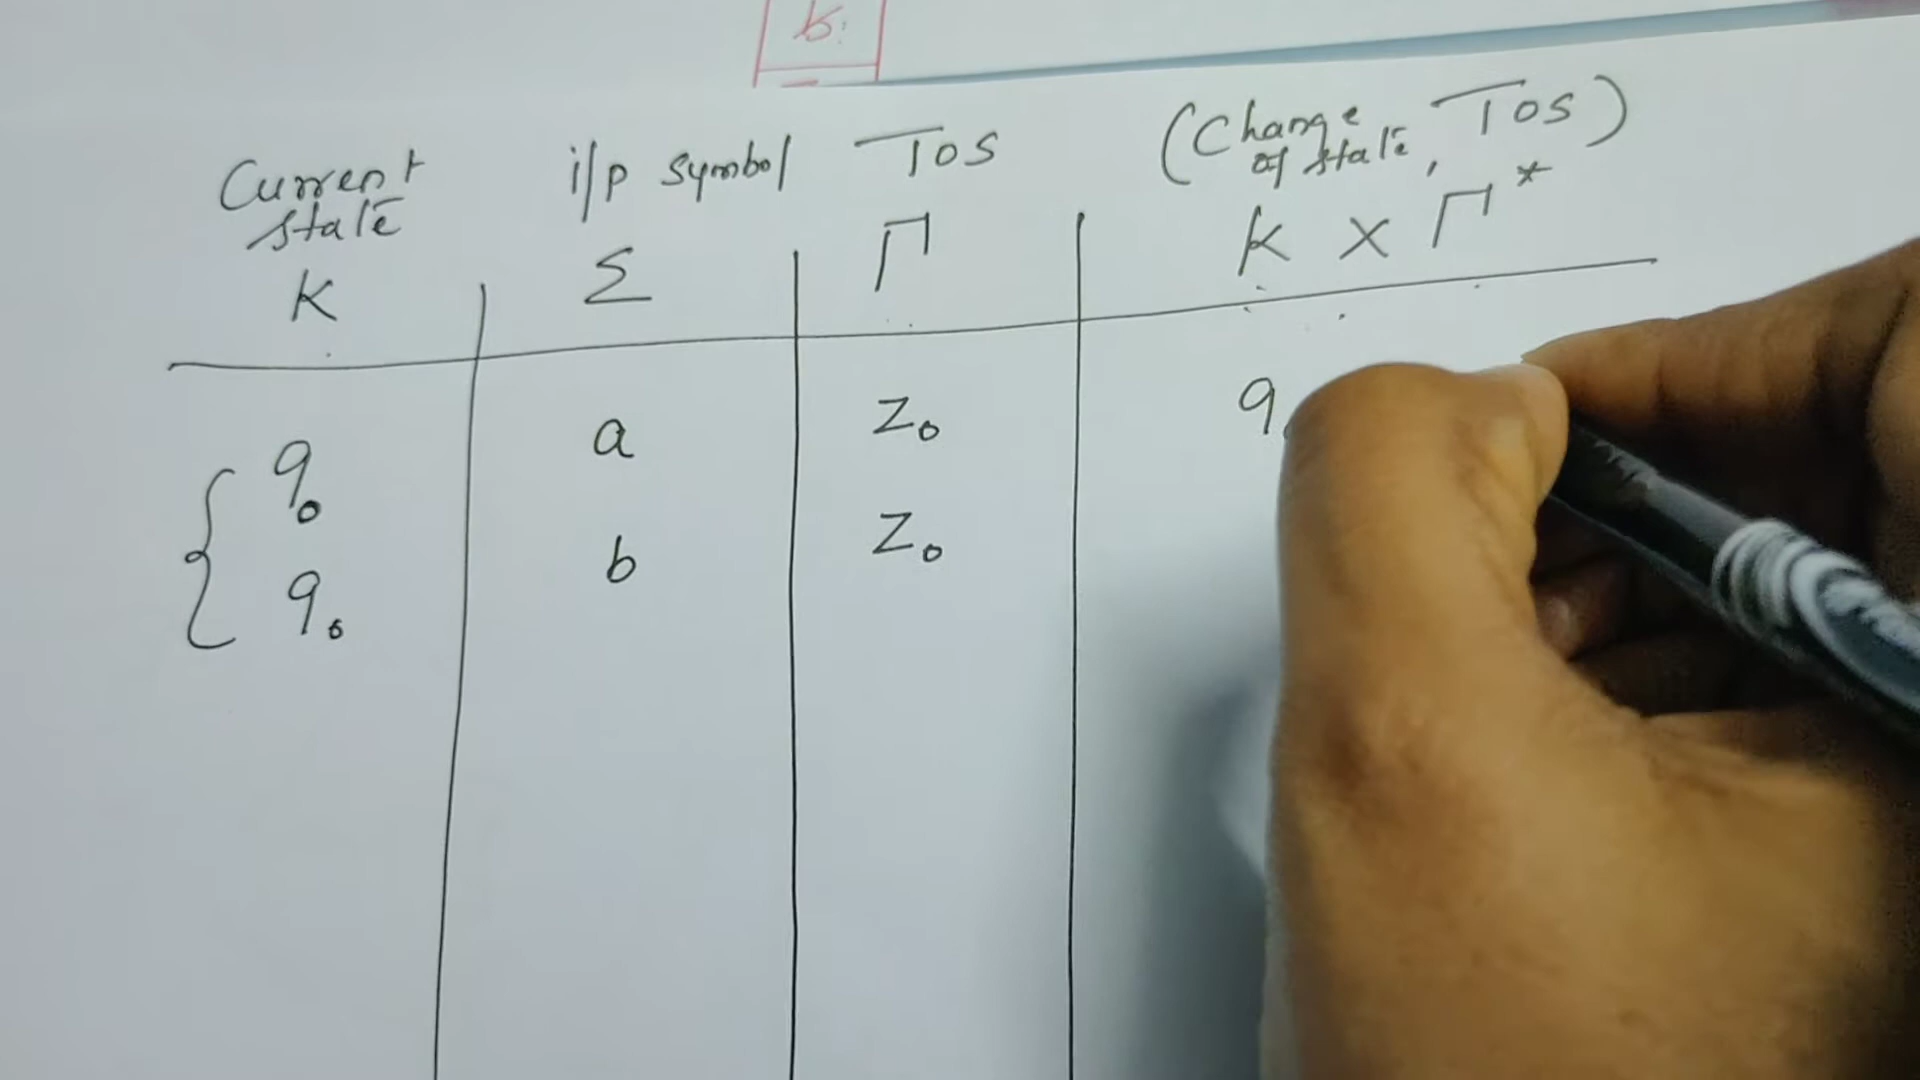 b
Current state i/p symbol TOS (Change of state, TOS)
K Σ Γ K × Γ*
q₀ a Z₀ q
q₀ b Z₀